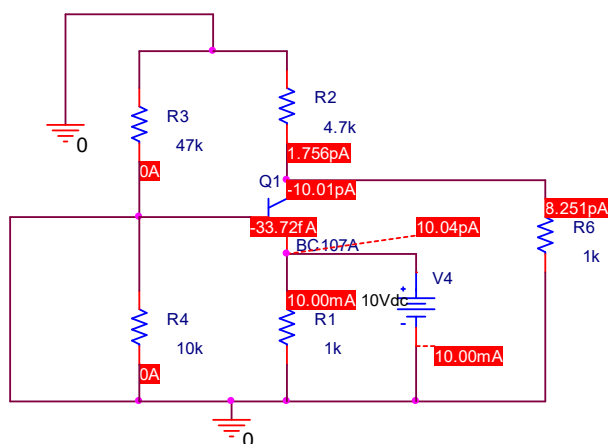 0
R3
47k
0A
R2
4.7k
1.756pA
Q1
-10.01pA
-33.72fA
BC107A
10.04pA
8.251pA
R6
1k
V4
10Vdc
+
-
10.00mA
R4
10k
0A
10.00mA
R1
1k
0